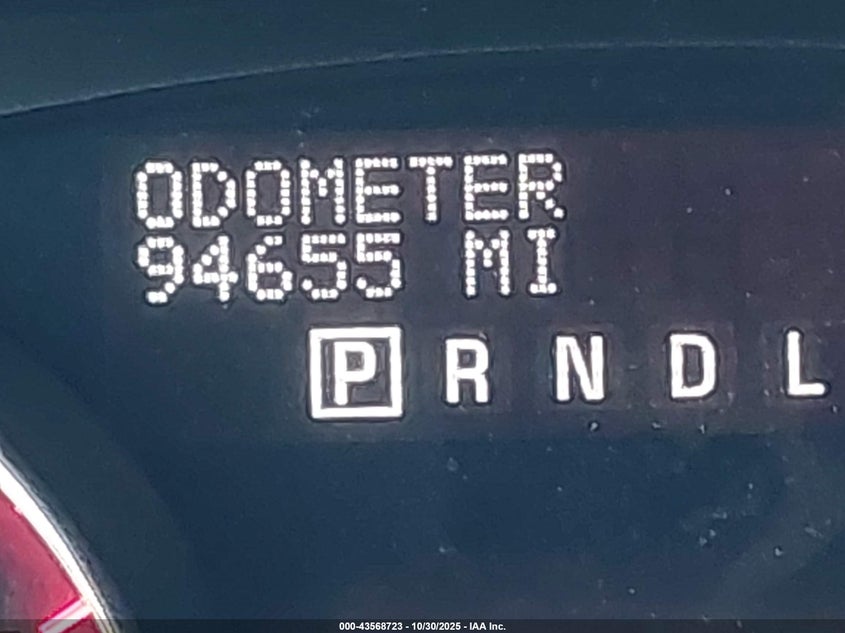 ODOMETER
94655 MI
P R N D L
000-43568723 - 10/30/2025 - IAA Inc.